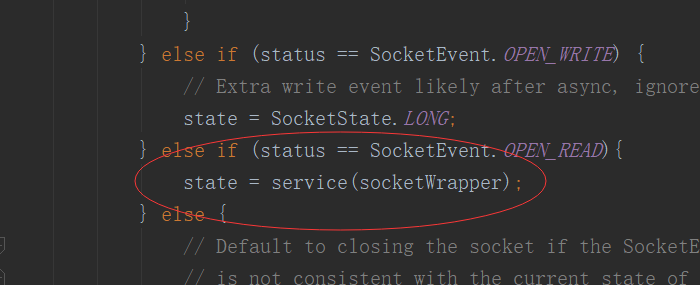 }
} else if (status == SocketEvent.OPEN_WRITE) {
// Extra write event likely after async, ignore
state = SocketState.LONG;
} else if (status == SocketEvent.OPEN_READ){
state = service(socketWrapper);
} else {
// Default to closing the socket if the SocketE
// is not consistent with the current state of